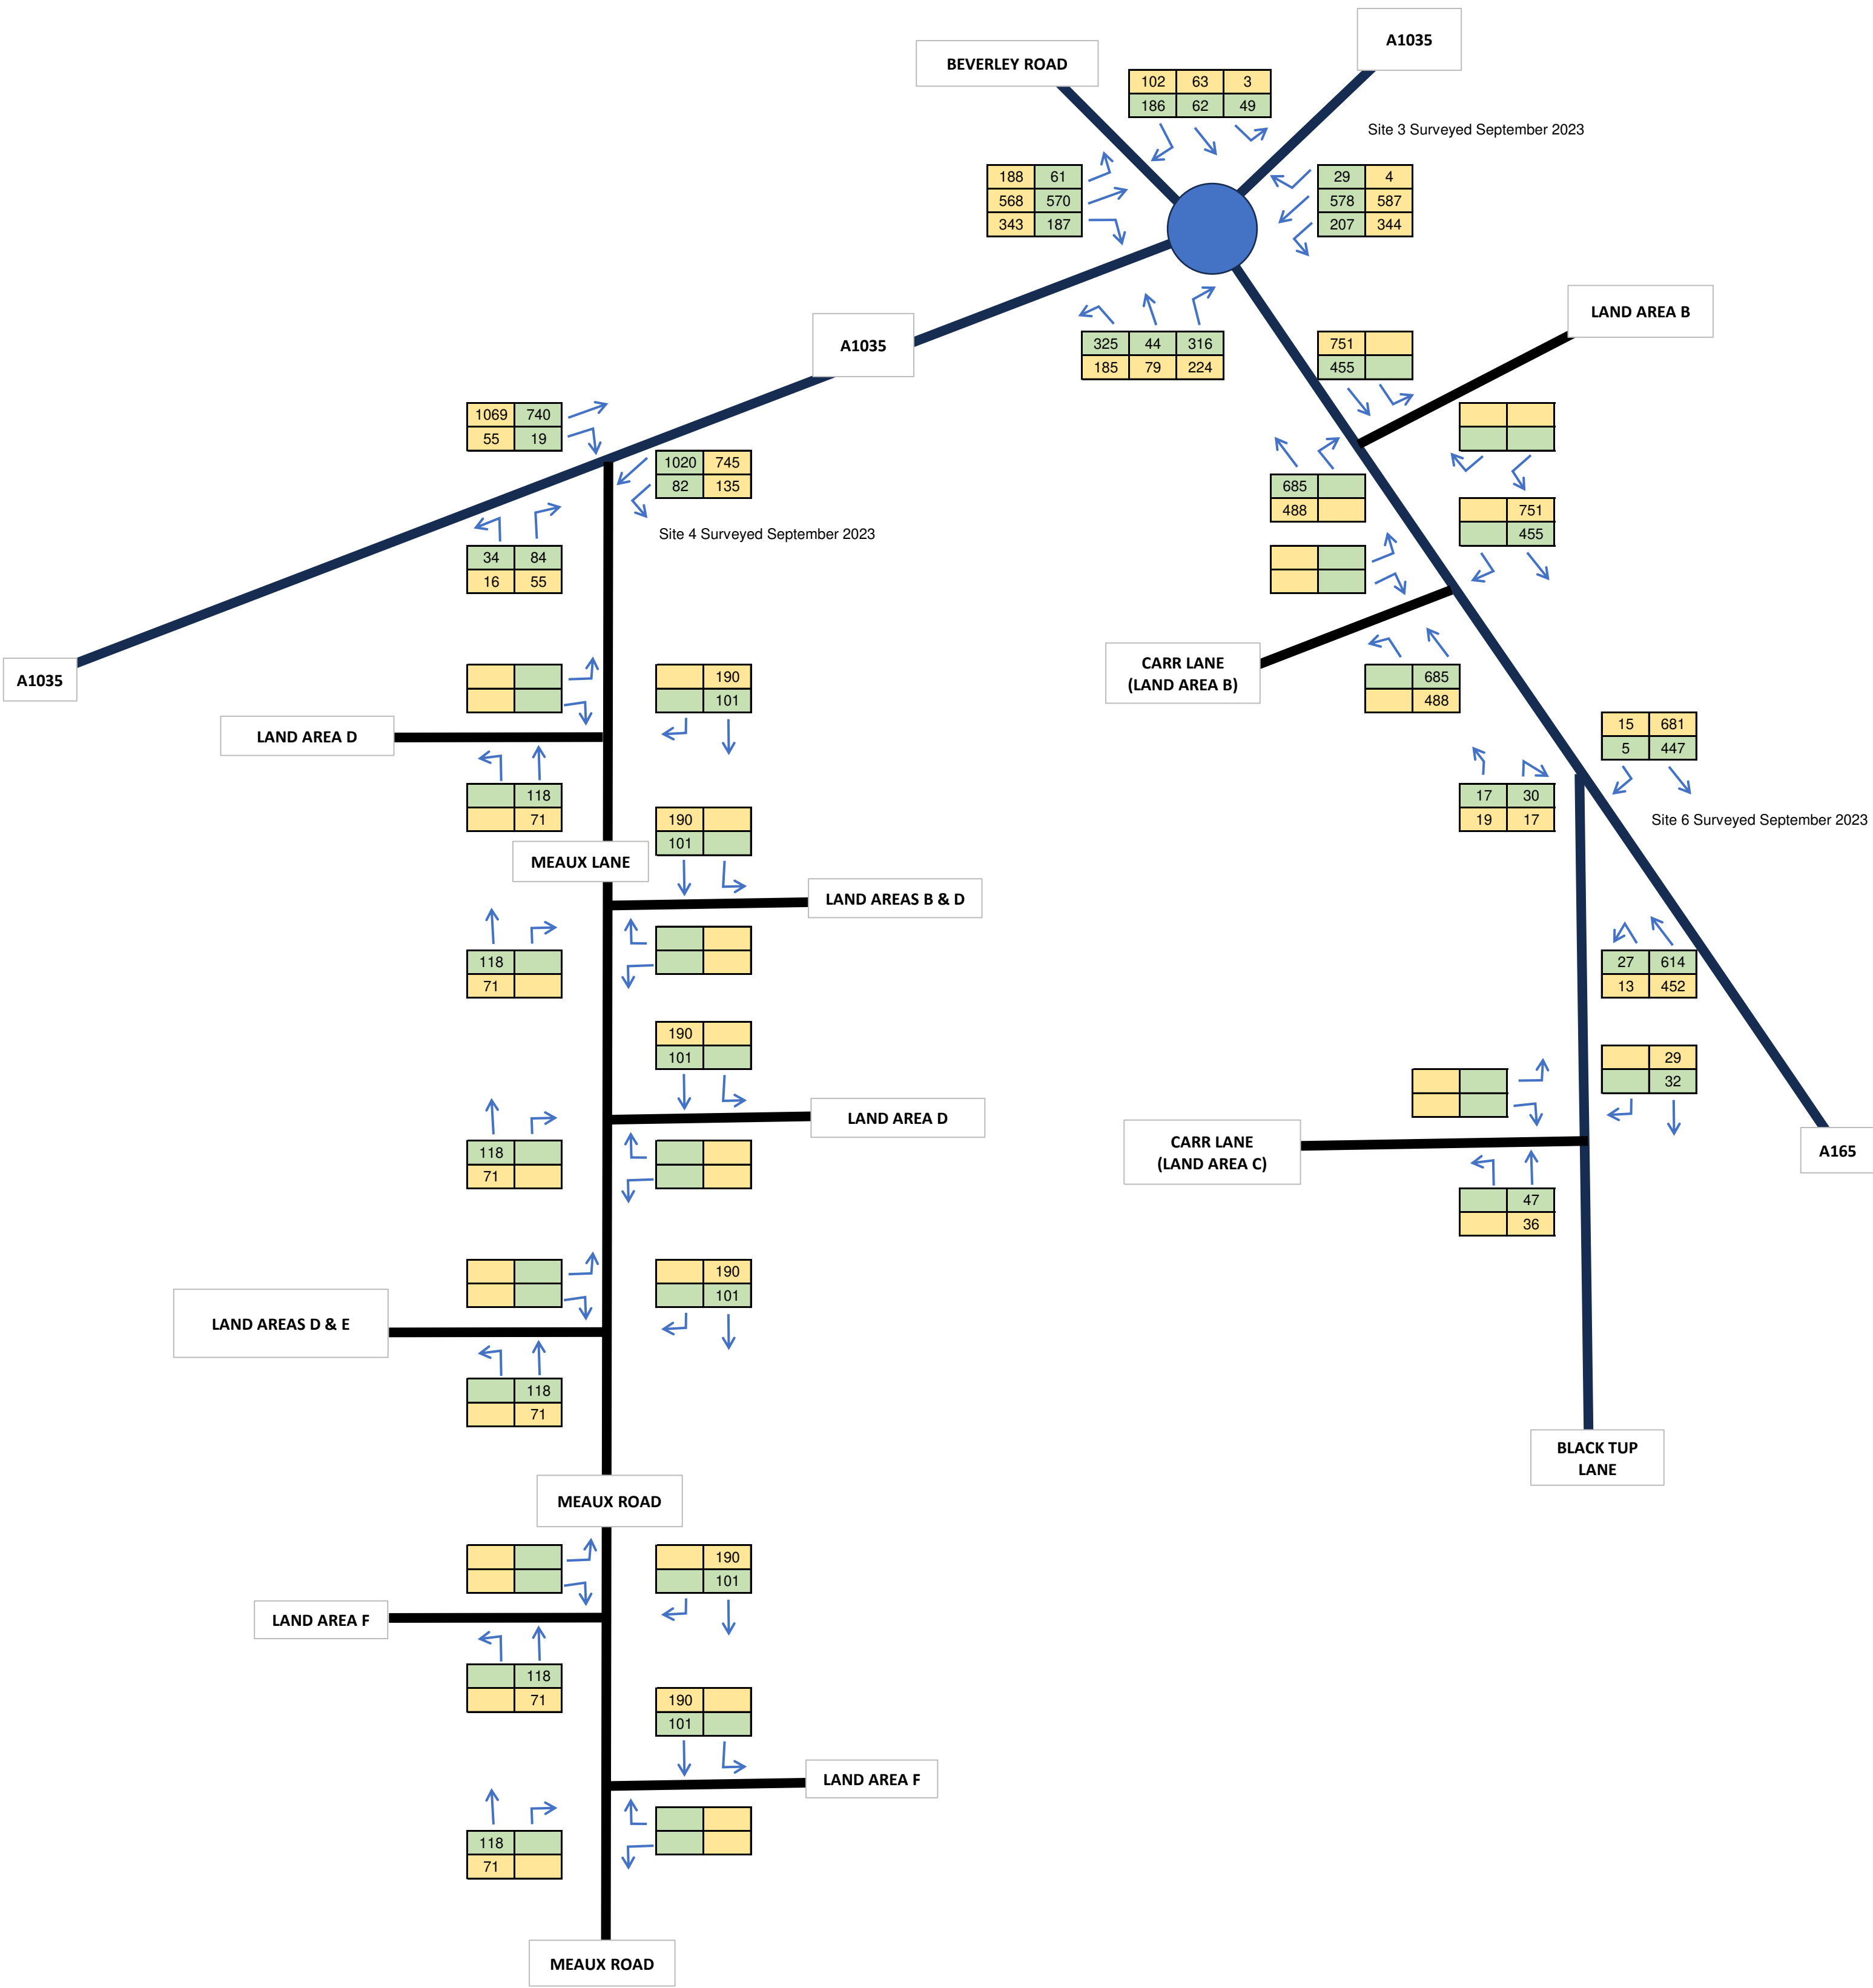 A1035
BEVERLEY ROAD
102 63 3
186 62 49
Site 3 Surveyed September 2023
188 61
568 570
343 187
29 4
578 587
207 344
LAND AREA B
A1035
325 44 316
185 79 224
751
455
1069 740
55 19
1020 745
82 135
Site 4 Surveyed September 2023
685
488
751
455
34 84
16 55
A1035
CARR LANE
(LAND AREA B)
685
488
190
101
LAND AREA D
15 681
5 447
118
71
17 30
19 17
Site 6 Surveyed September 2023
190
101
MEAUX LANE
LAND AREAS B & D
118
71
27 614
13 452
190
101
29
32
LAND AREA D
118
71
CARR LANE
(LAND AREA C)
A165
47
36
190
101
LAND AREAS D & E
118
71
BLACK TUP
LANE
MEAUX ROAD
190
101
LAND AREA F
118
71
190
101
LAND AREA F
118
71
MEAUX ROAD